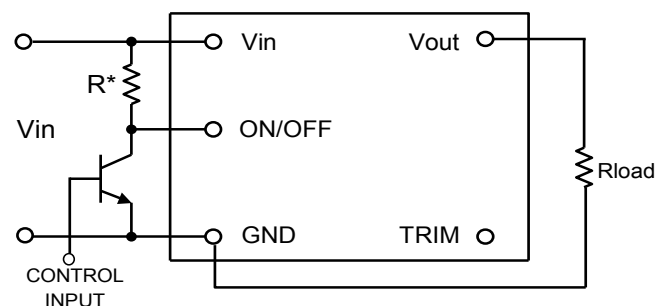 Vin
Vout
R*
Vin
ON/OFF
Rload
GND
TRIM
CONTROL
INPUT